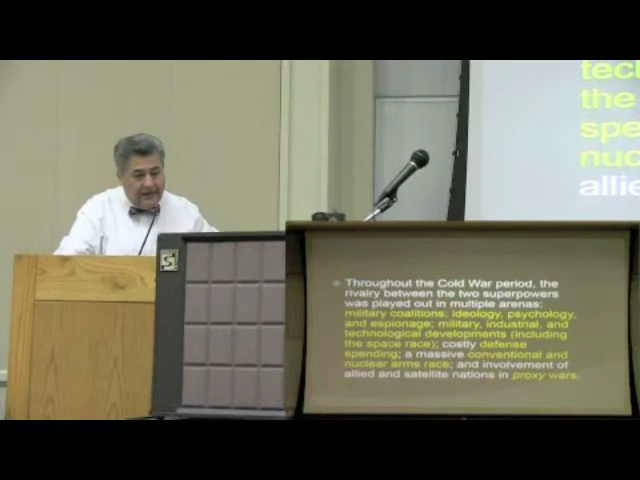 tech
the
spe
nuc
allie
S
Throughout the Cold War period, the
rivalry between the two superpowers
was played out in multiple arenas:
military coalitions; ideology, psychology,
and espionage; military, industrial, and
technological developments (including
the space race); costly defense
spending; a massive conventional and
nuclear arms race; and involvement of
allied and satellite nations in proxy wars.